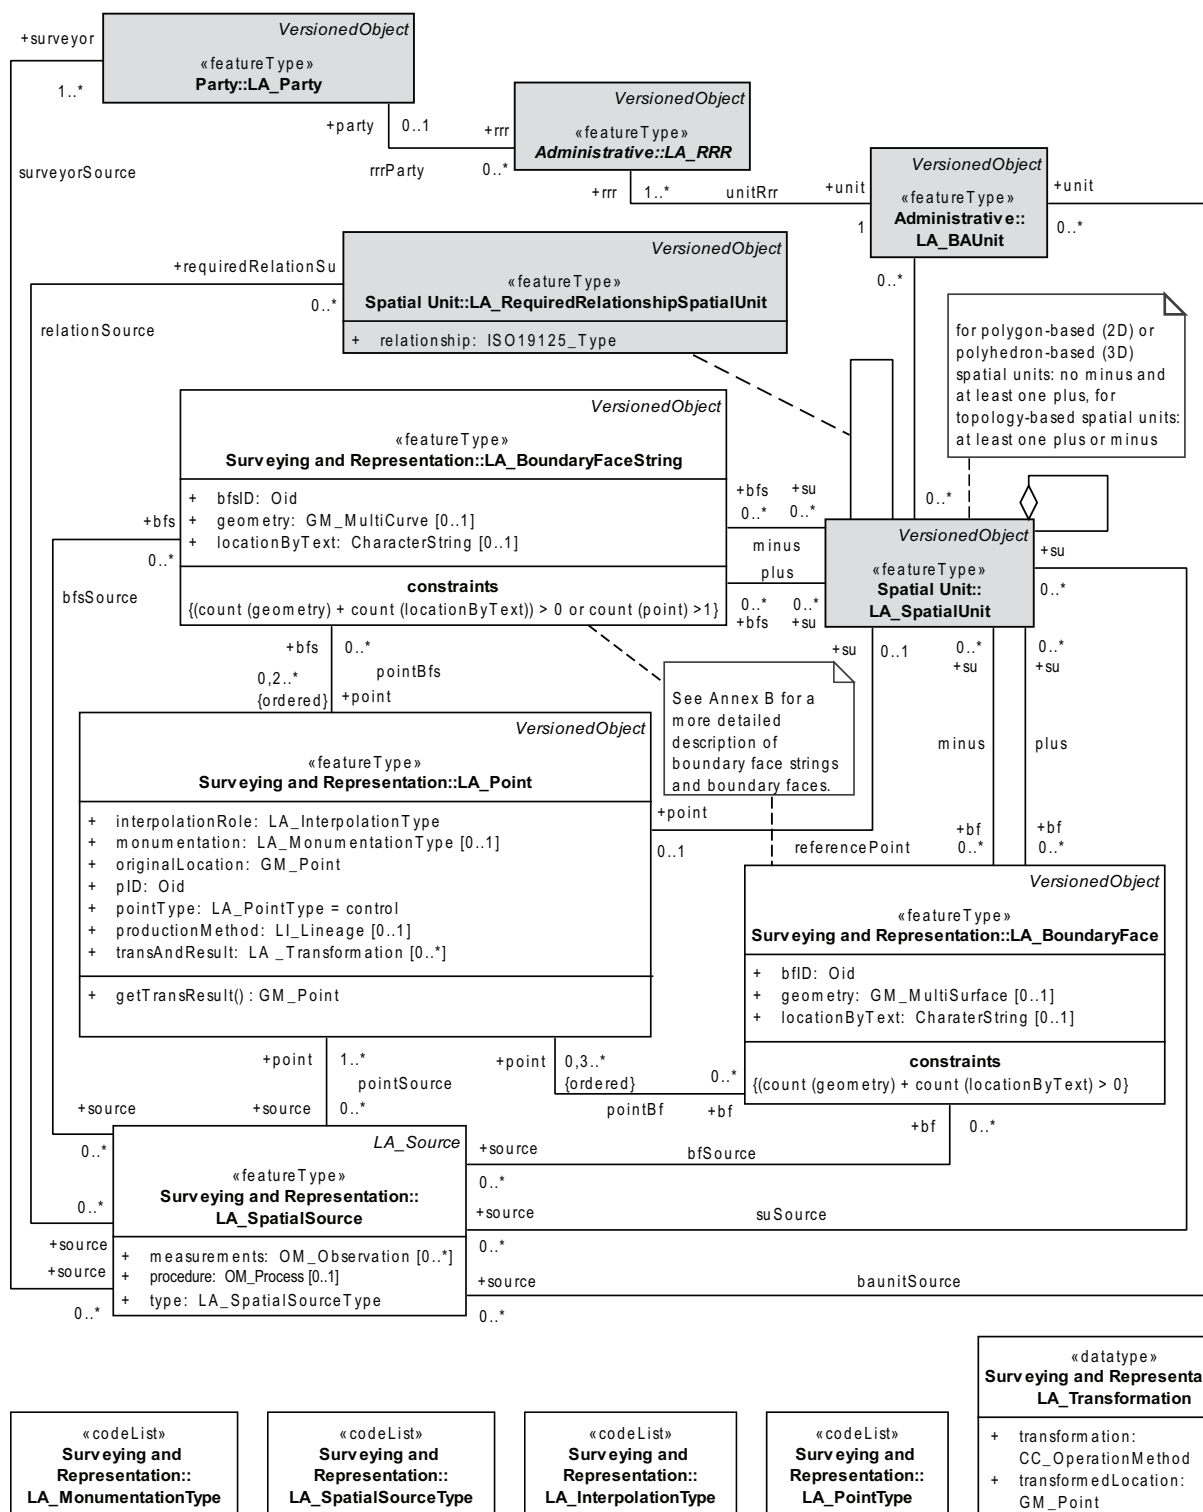 +surveyor
1..*
surveyorSource
VersionedObject
«featureType»
Party::LA_Party
+party
0..1
+rrr
0..*
rrrParty
VersionedObject
«featureType»
Administrative::LA_RRR
+rrr
1..*
unitRrr
+unit
1
VersionedObject
«featureType»
Administrative::
LA_BAUnit
+unit
0..*
0..*
+requiredRelationSu
0..*
relationSource
VersionedObject
«featureType»
Spatial Unit::LA_RequiredRelationshipSpatialUnit
+ relationship: ISO19125_Type
for polygon-based (2D) or
polyhedron-based (3D)
spatial units: no minus and
at least one plus, for
topology-based spatial units:
at least one plus or minus
VersionedObject
«featureType»
Surveying and Representation::LA_BoundaryFaceString
+ bfsID: Oid
+ geometry: GM_MultiCurve [0..1]
+ locationByText: CharacterString [0..1]
constraints
{(count (geometry) + count (locationByText)) > 0 or count (point) >1}
+bfs
0..*
bfsSource
+bfs +su
0..* 0..*
minus
plus
0..* 0..*
+bfs +su
0..*
VersionedObject
«featureType»
Spatial Unit::
LA_SpatialUnit
+su
0..*
+bfs
0..*
pointBfs
0,2..*
{ordered}
+point
See Annex B for a
more detailed
description of
boundary face strings
and boundary faces.
+su
0..1
0..*
+su
0..*
+su
minus
plus
VersionedObject
«featureType»
Surveying and Representation::LA_Point
+ interpolationRole: LA_InterpolationType
+ monumentation: LA_MonumentationType [0..1]
+ originalLocation: GM_Point
+ pID: Oid
+ pointType: LA_PointType = control
+ productionMethod: LI_Lineage [0..1]
+ transAndResult: LA _Transformation [0..*]
+ getTransResult() : GM_Point
+point
0..1
referencePoint
+bf
0..*
+bf
0..*
VersionedObject
«featureType»
Surveying and Representation::LA_BoundaryFace
+ bfID: Oid
+ geometry: GM_MultiSurface [0..1]
+ locationByText: CharaterString [0..1]
constraints
{(count (geometry) + count (locationByText) > 0}
+point
1..*
pointSource
+source
0..*
+point
0,3..*
{ordered}
pointBf
0..*
+bf
+bf
0..*
+source
0..*
0..*
+source
+source
0..*
LA_Source
«featureType»
Surveying and Representation::
LA_SpatialSource
+ measurements: OM_Observation [0..*]
+ procedure: OM_Process [0..1]
+ type: LA_SpatialSourceType
+source
bfSource
0..*
+source
suSource
0..*
+source
baunitSource
0..*
«datatype»
Surveying and Representa
LA_Transformation
+ transformation:
CC_OperationMethod
+ transformedLocation:
GM_Point
«codeList»
Surveying and
Representation::
LA_MonumentationType
«codeList»
Surveying and
Representation::
LA_SpatialSourceType
«codeList»
Surveying and
Representation::
LA_InterpolationType
«codeList»
Surveying and
Representation::
LA_PointType